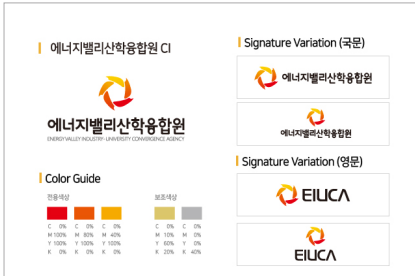 에너지밸리산학융합원 CI
에너지밸리산학융합원
ENERGY VALLEY INDUSTRY- UNIVERSITY CONVERGENCE AGENCY
Color Guide
전용색상
C 0% C 0% C 0%
M 100% M 80% M 40%
Y 100% Y 100% Y 100%
K 0% K 0% K 0%
보조색상
C 0% C 0%
M 10% M 0%
Y 60% Y 0%
K 20% K 40%
Signature Variation (국문)
에너지밸리산학융합원
에너지밸리산학융합원
Signature Variation (영문)
EIUCA
EIUCA